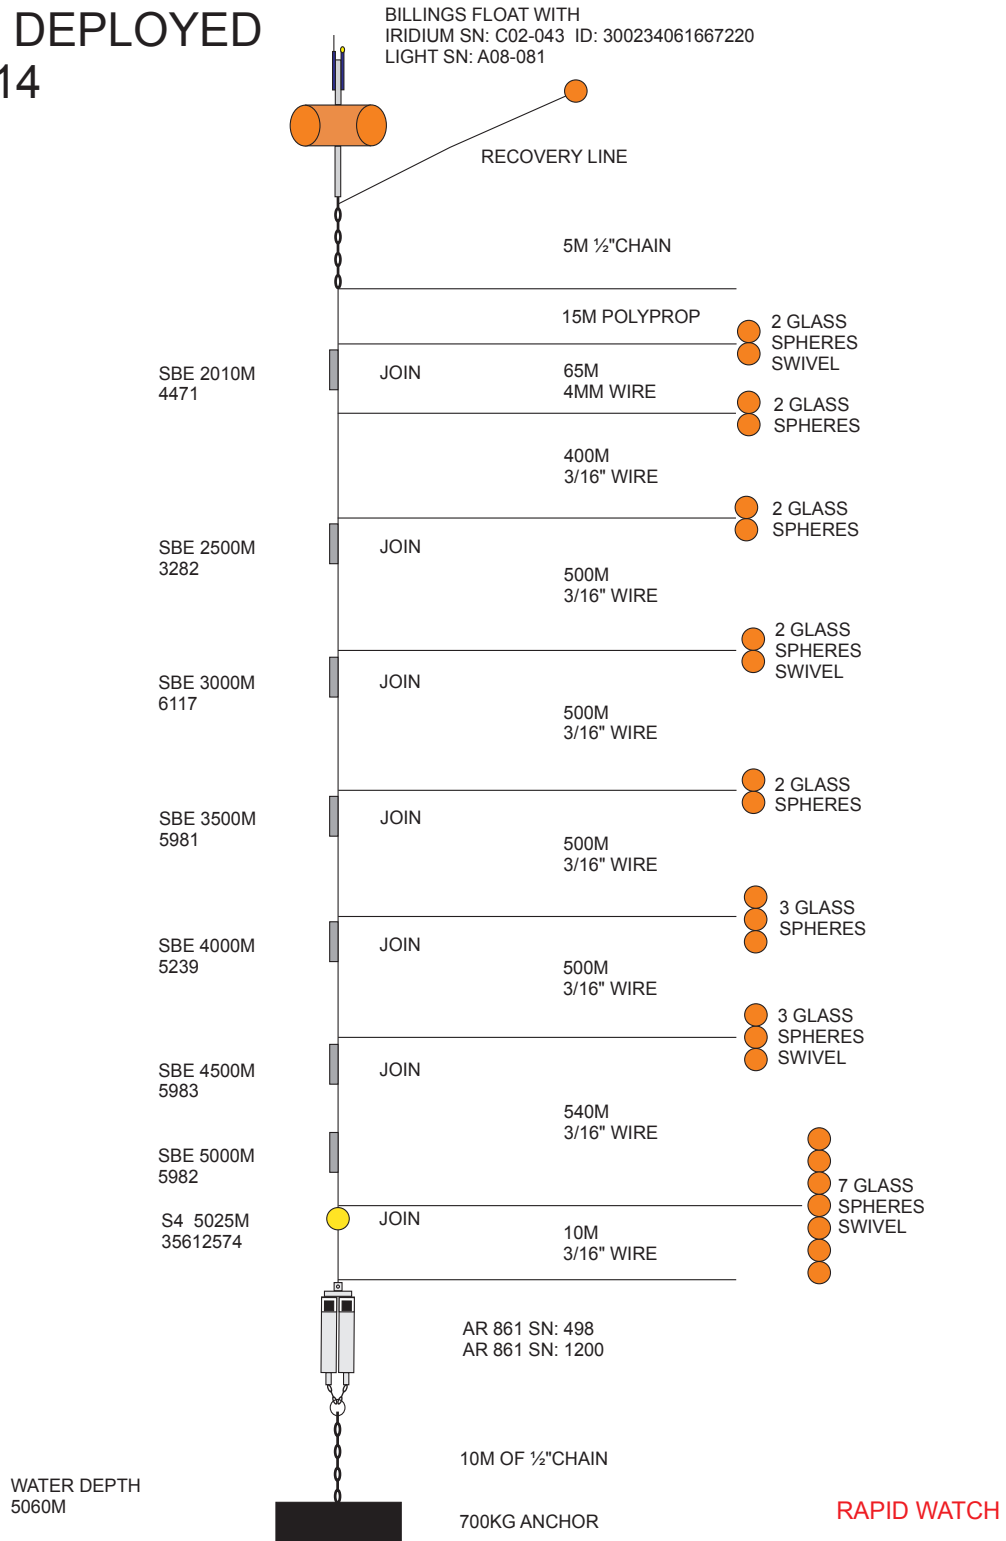 DEPLOYED
14
BILLINGS FLOAT WITH
IRIDIUM SN: C02-043  ID: 300234061667220
LIGHT SN: A08-081
RECOVERY LINE
5M ½"CHAIN
15M POLYPROP
2 GLASS
SPHERES
SWIVEL
SBE 2010M
4471
JOIN
65M
4MM WIRE
2 GLASS
SPHERES
400M
3/16" WIRE
2 GLASS
SPHERES
SBE 2500M
3282
JOIN
500M
3/16" WIRE
2 GLASS
SPHERES
SWIVEL
SBE 3000M
6117
JOIN
500M
3/16" WIRE
2 GLASS
SPHERES
SBE 3500M
5981
JOIN
500M
3/16" WIRE
3 GLASS
SPHERES
SBE 4000M
5239
JOIN
500M
3/16" WIRE
3 GLASS
SPHERES
SWIVEL
SBE 4500M
5983
JOIN
540M
3/16" WIRE
SBE 5000M
5982
7 GLASS
SPHERES
SWIVEL
S4  5025M
35612574
JOIN
10M
3/16" WIRE
AR 861 SN: 498
AR 861 SN: 1200
10M OF ½"CHAIN
WATER DEPTH
5060M
700KG ANCHOR
RAPID WATCH